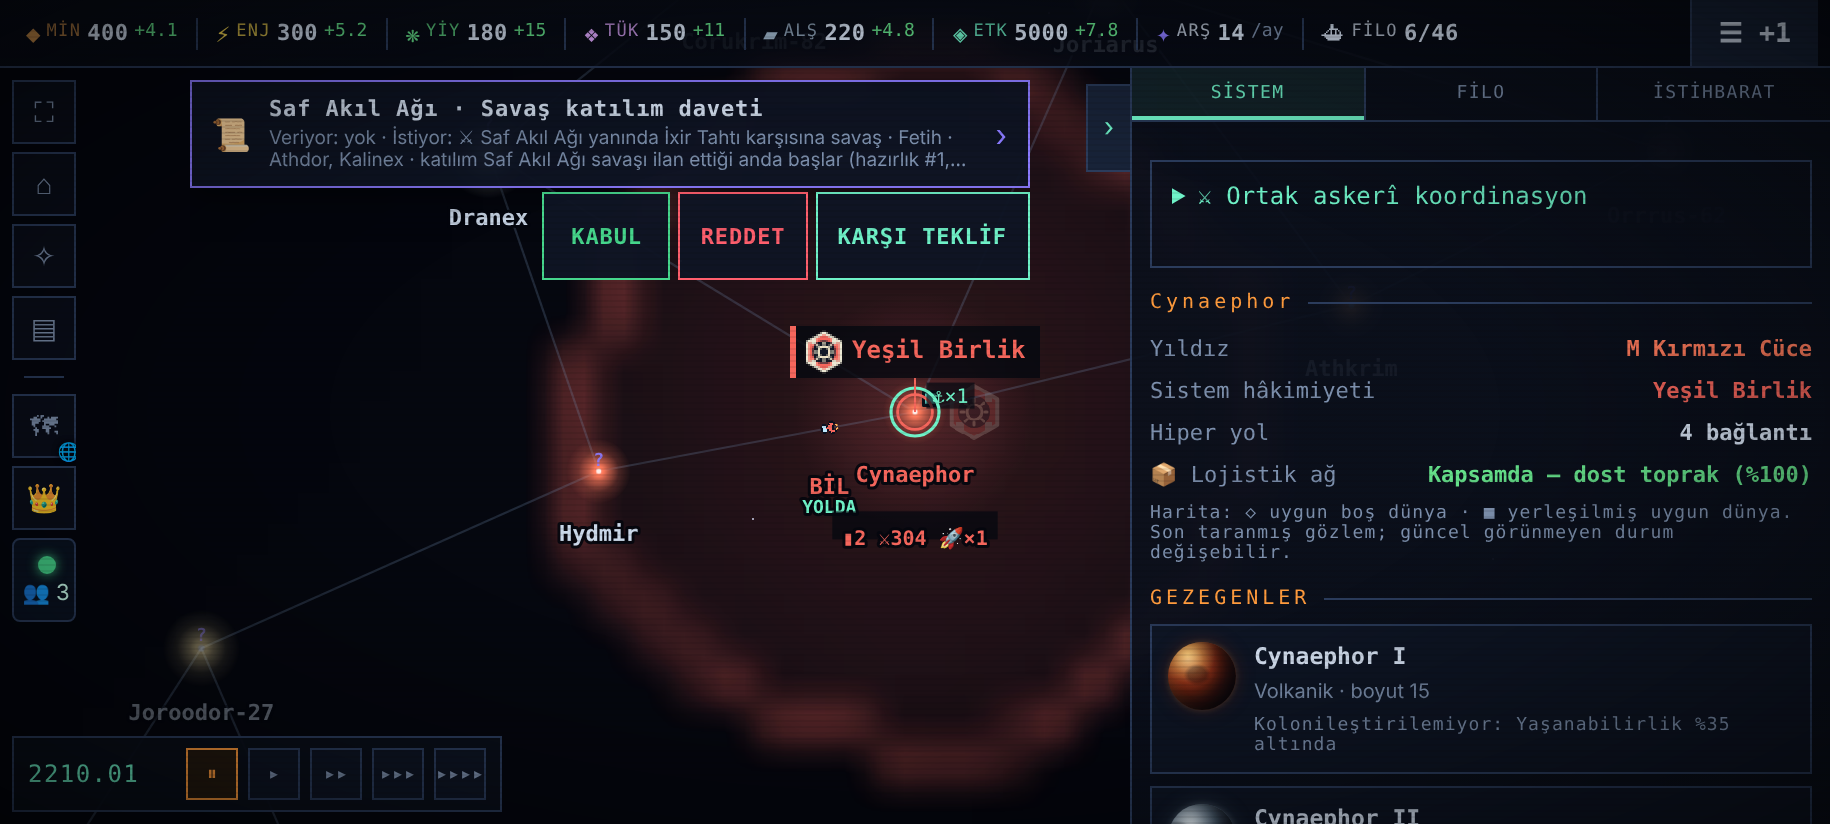 MİN 400 +4.1 ENJ 300 +5.2 YİY 180 +15 TÜK 150 +11 ALŞ 220 +4.8 ETK 5000 +7.8 ARŞ 14 /ay FİLO 6/46 ☰ +1
Joriarus
SİSTEM FİLO İSTİHBARAT
Saf Akıl Ağı · Savaş katılım daveti
Veriyor: yok · İstiyor: ⚔ Saf Akıl Ağı yanında İxir Tahtı karşısına savaş · Fetih ·
Athdor, Kalinex · katılım Saf Akıl Ağı savaşı ilan ettiği anda başlar (hazırlık #1,...
Dranex
KABUL REDDET KARŞI TEKLİF
▶ ⚔ Ortak askerî koordinasyon
Cynaephor
Yıldız M Kırmızı Cüce
Sistem hâkimiyeti Yeşil Birlik
Hiper yol 4 bağlantı
📦 Lojistik ağ Kapsamda — dost toprak (%100)
Harita: ◇ uygun boş dünya · ■ yerleşilmiş uygun dünya.
Son taranmış gözlem; güncel görünmeyen durum
değişebilir.
GEZEGENLER
Cynaephor I
Volkanik · boyut 15
Kolonileştirilemiyor: Yaşanabilirlik %35
altında
Cynaephor II
Athkrim
Yeşil Birlik
⚓×1
Cynaephor
BİL
YOLDA
▮2 ⚔304 🚀×1
?
Hydmir
?
Joroodor-27
👥 3
2210.01